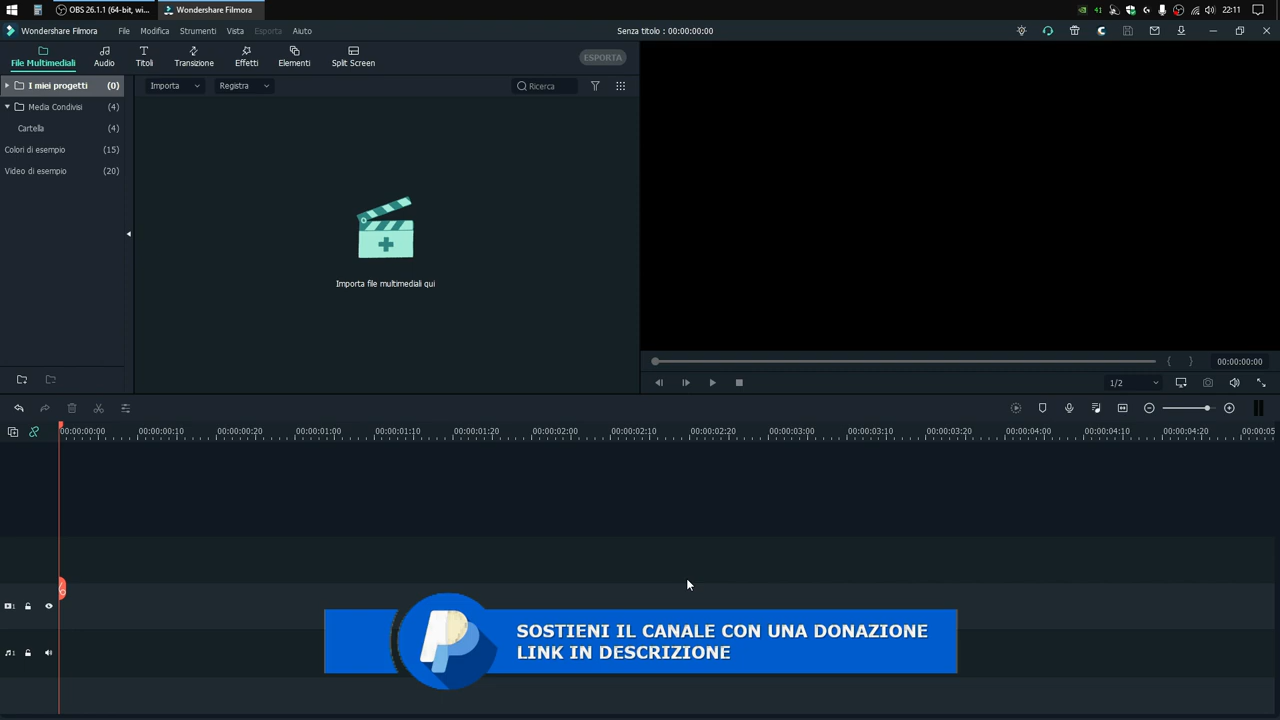 OBS 26.1.1 (64-bit, wi...
Wondershare Filmora
41
22:11
Wondershare Filmora
File
Modifica
Strumenti
Vista
Esporta
Aiuto
Senza titolo : 00:00:00:00
File Multimediali
Audio
Titoli
Transizione
Effetti
Elementi
Split Screen
ESPORTA
I miei progetti (0)
Media Condivisi (4)
Cartella (4)
Colori di esempio (15)
Video di esempio (20)
Importa
Registra
Ricerca
Importa file multimediali qui
00:00:00:00
1/2
00:00:00:00 00:00:00:10 00:00:00:20 00:00:01:00 00:00:01:10 00:00:01:20 00:00:02:00 00:00:02:10 00:00:02:20 00:00:03:00 00:00:03:10 00:00:03:20 00:00:04:00 00:00:04:10 00:00:04:20 00:00:05
1
1
SOSTIENI IL CANALE CON UNA DONAZIONE
LINK IN DESCRIZIONE